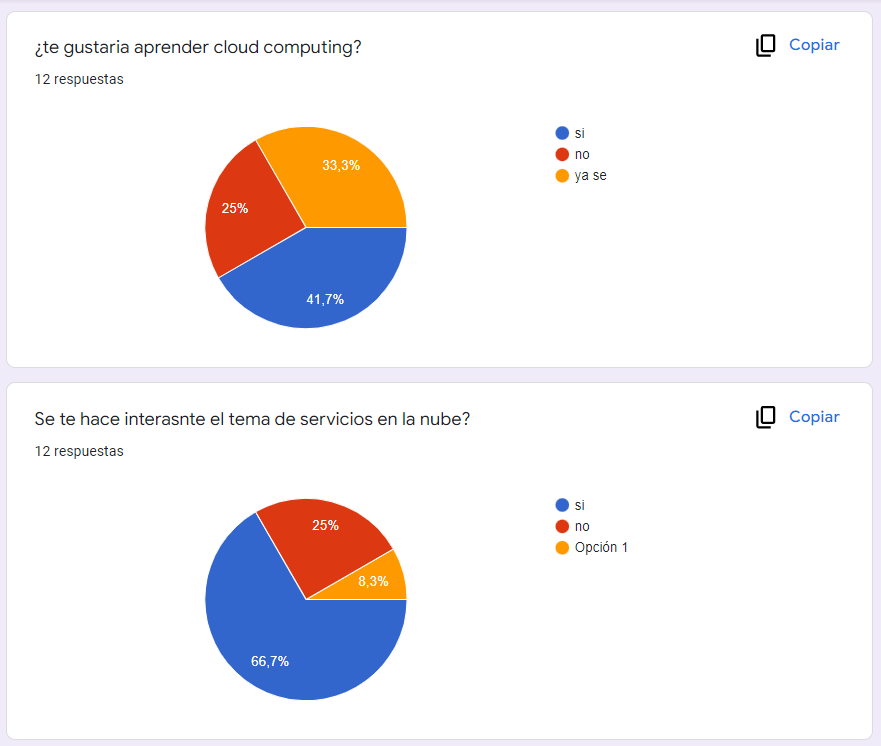 ¿te gustaria aprender cloud computing?
Copiar
12 respuestas
si
no
ya se
33,3%
25%
41,7%
Se te hace interasnte el tema de servicios en la nube?
Copiar
12 respuestas
si
no
Opción 1
25%
8,3%
66,7%